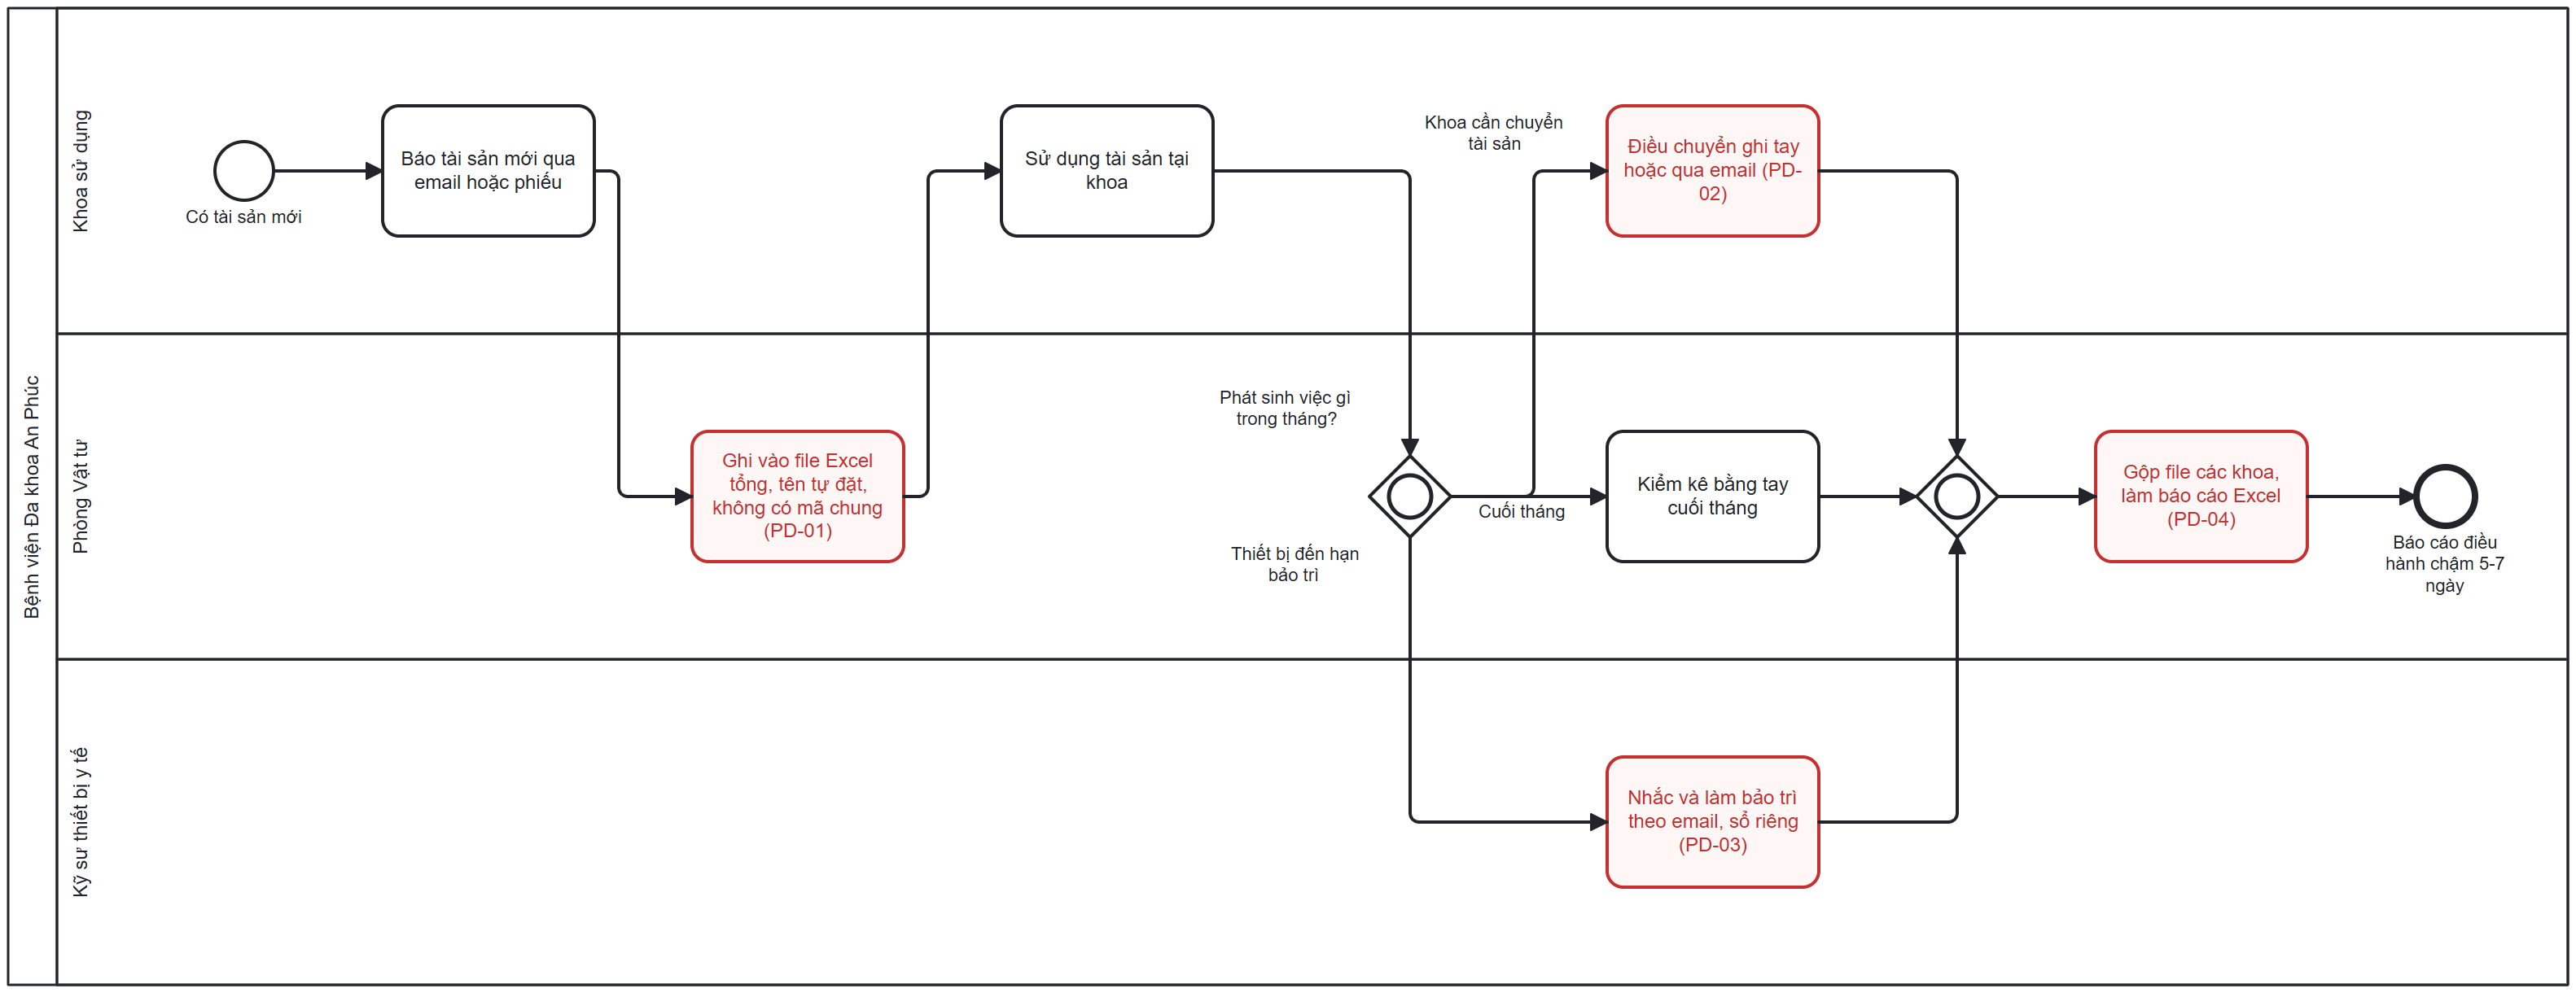 Bệnh viện Đa khoa An Phúc
Khoa sử dụng
Có tài sản mới
Báo tài sản mới qua
email hoặc phiếu
Sử dụng tài sản tại
khoa
Khoa cần chuyển
tài sản
Điều chuyển ghi tay
hoặc qua email (PD-
02)
Phòng Vật tư
Ghi vào file Excel
tổng, tên tự đặt,
không có mã chung
(PD-01)
Phát sinh việc gì
trong tháng?
Cuối tháng
Thiết bị đến hạn
bảo trì
Kiểm kê bằng tay
cuối tháng
Gộp file các khoa,
làm báo cáo Excel
(PD-04)
Báo cáo điều
hành chậm 5-7
ngày
Kỹ sư thiết bị y tế
Nhắc và làm bảo trì
theo email, sổ riêng
(PD-03)